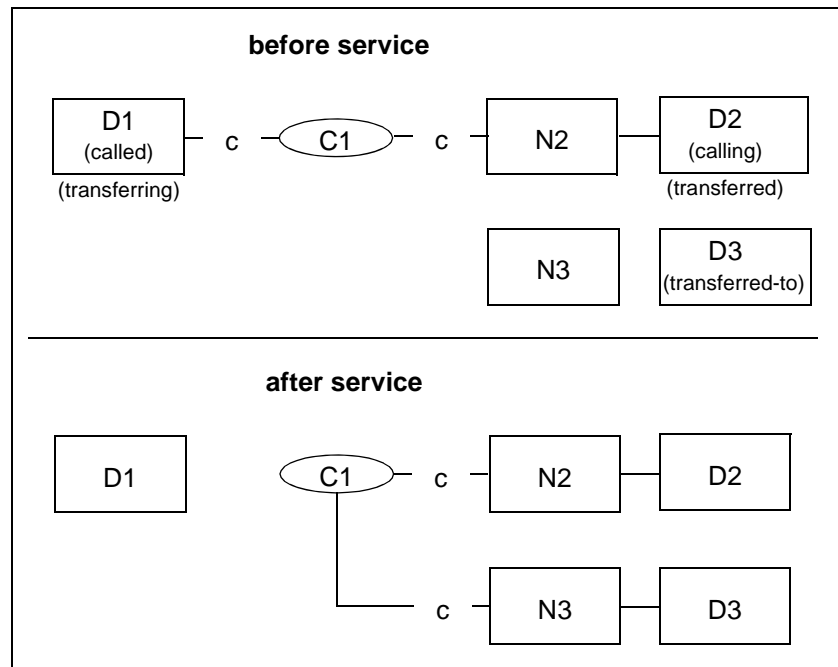 before service
D1 c C1 c N2 D2
(called) (calling)
(transferring) (transferred)
N3 D3
(transferred-to)
after service
D1 C1 c N2 D2
c N3 D3